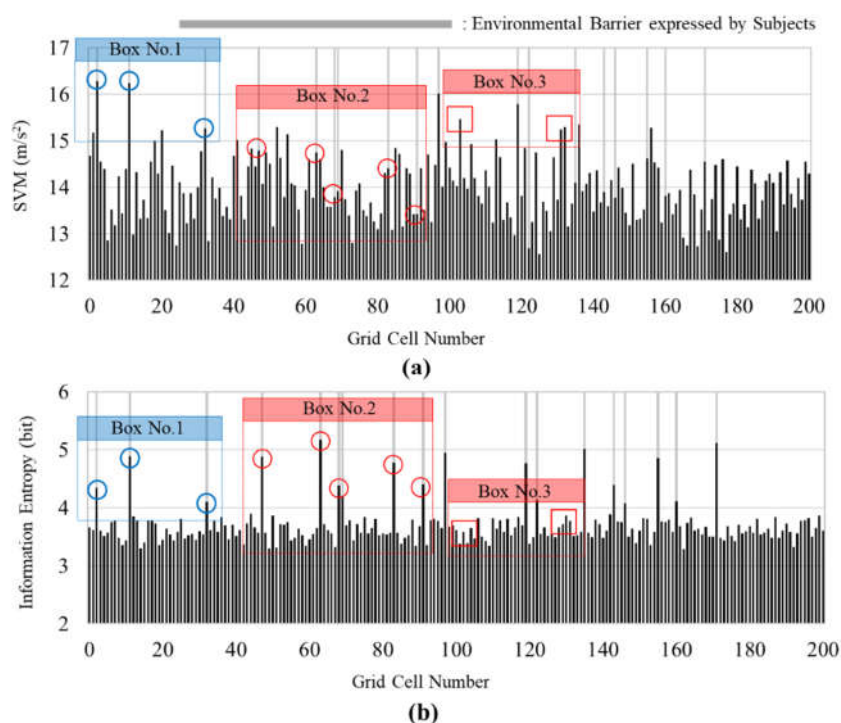 : Environmental Barrier expressed by Subjects
17
16
15
14
13
12
SVM (m/s²)
Box No.1
Box No.2
Box No.3
0 20 40 60 80 100 120 140 160 180 200
Grid Cell Number
(a)
6
5
4
3
2
Information Entropy (bit)
Box No.1
Box No.2
Box No.3
0 20 40 60 80 100 120 140 160 180 200
Grid Cell Number
(b)